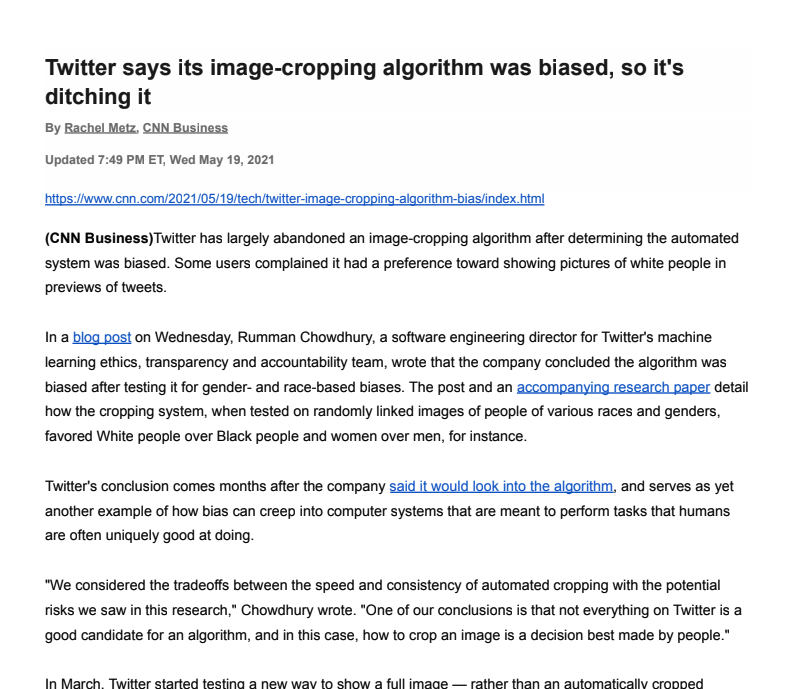 Twitter says its image-cropping algorithm was biased, so it's
ditching it
By Rachel Metz, CNN Business
Updated 7:49 PM ET, Wed May 19, 2021
https://www.cnn.com/2021/05/19/tech/twitter-image-cropping-algorithm-bias/index.html
(CNN Business)Twitter has largely abandoned an image-cropping algorithm after determining the automated
system was biased. Some users complained it had a preference toward showing pictures of white people in
previews of tweets.
In a blog post on Wednesday, Rumman Chowdhury, a software engineering director for Twitter's machine
learning ethics, transparency and accountability team, wrote that the company concluded the algorithm was
biased after testing it for gender- and race-based biases. The post and an accompanying research paper detail
how the cropping system, when tested on randomly linked images of people of various races and genders,
favored White people over Black people and women over men, for instance.
Twitter's conclusion comes months after the company said it would look into the algorithm, and serves as yet
another example of how bias can creep into computer systems that are meant to perform tasks that humans
are often uniquely good at doing.
"We considered the tradeoffs between the speed and consistency of automated cropping with the potential
risks we saw in this research," Chowdhury wrote. "One of our conclusions is that not everything on Twitter is a
good candidate for an algorithm, and in this case, how to crop an image is a decision best made by people."
In March, Twitter started testing a new way to show a full image — rather than an automatically cropped